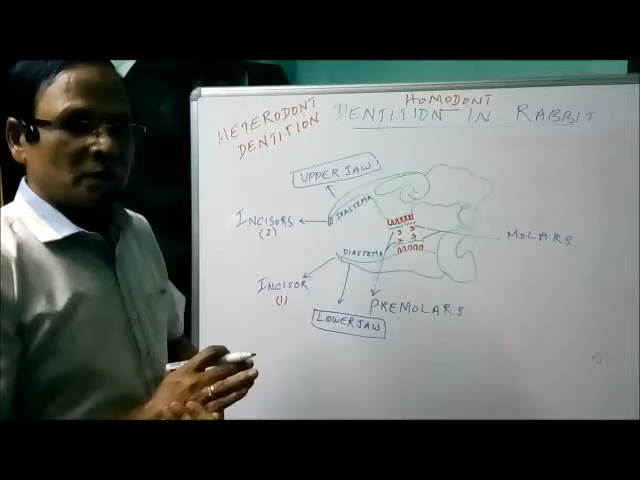 HOMODONT
HETERODONT
DENTITION
DENTITION IN RABBIT
UPPER JAW
DIASTEMA
INCISORS
(2)
MOLARS
DIASTEMA
INCISOR
(1)
PREMOLARS
LOWER JAW